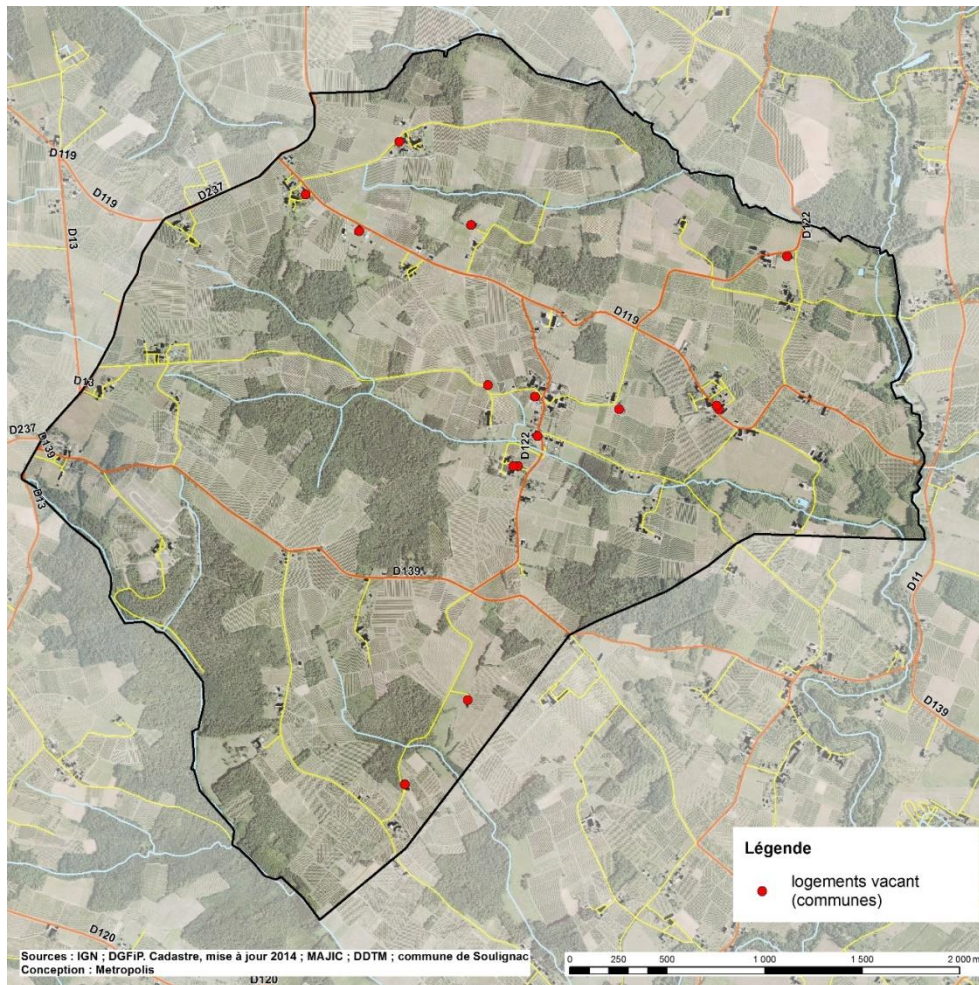 D119
D119
D237
D13
D122
D119
D13
D237
D139
D13
D122
D139
D11
D139
D120
D120
Légende
logements vacant
(communes)
Sources : IGN ; DGFiP. Cadastre, mise à jour 2014 ; MAJIC ; DDTM ; commune de Soulignac
Conception : Metropolis
0 250 500 1 000 1 500 2 000 m